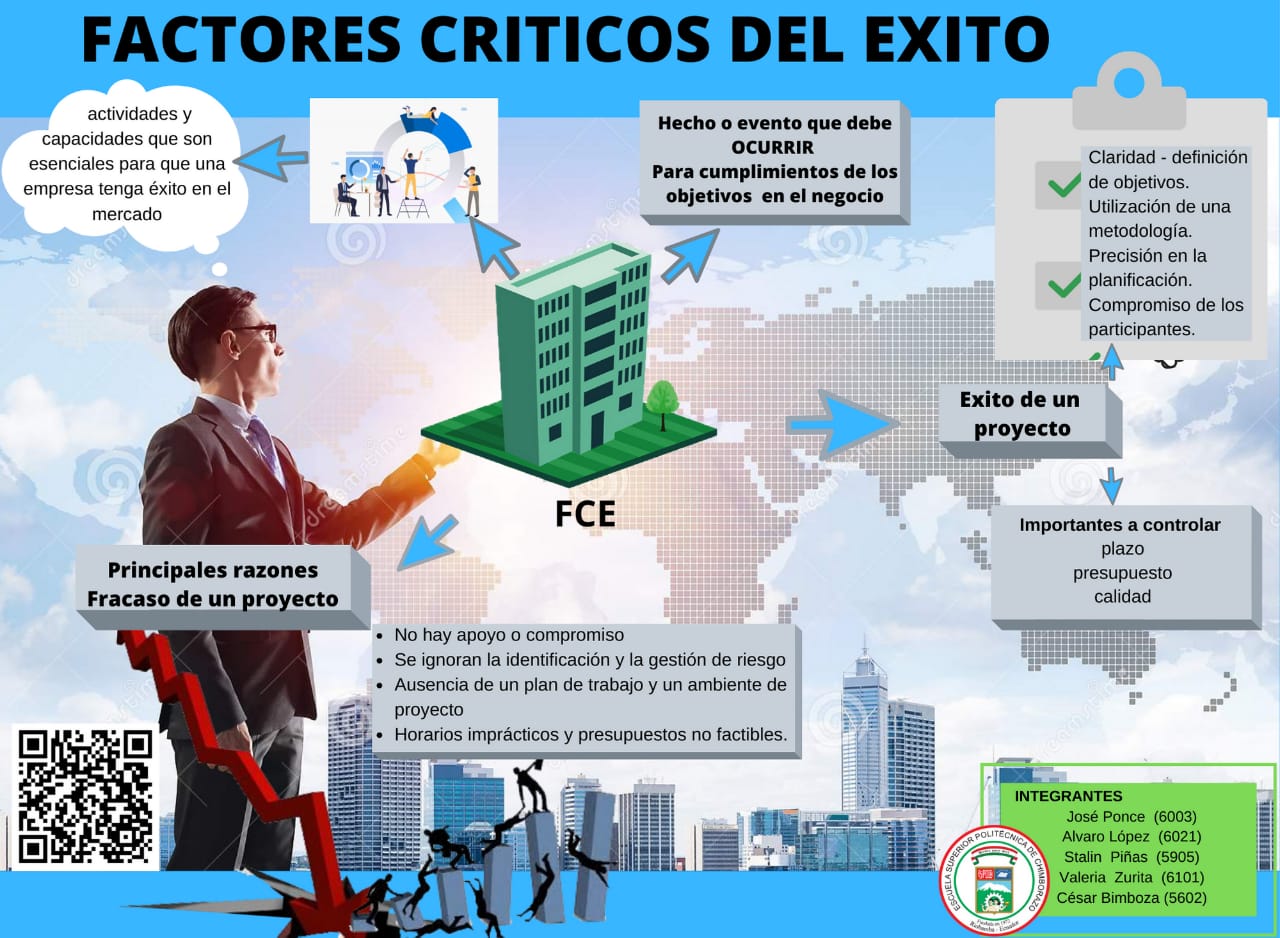 FACTORES CRITICOS DEL EXITO
actividades y
capacidades que son
esenciales para que una
empresa tenga éxito en el
mercado
Hecho o evento que debe
OCURRIR
Para cumplimientos de los
objetivos en el negocio
Claridad - definición
de objetivos.
Utilización de una
metodología.
Precisión en la
planificación.
Compromiso de los
participantes.
Exito de un
proyecto
FCE
Importantes a controlar
plazo
presupuesto
calidad
Principales razones
Fracaso de un proyecto
No hay apoyo o compromiso
Se ignoran la identificación y la gestión de riesgo
Ausencia de un plan de trabajo y un ambiente de
proyecto
Horarios imprácticos y presupuestos no factibles.
INTEGRANTES
José Ponce (6003)
Alvaro López (6021)
Stalin Piñas (5905)
Valeria Zurita (6101)
César Bimboza (5602)
ESCUELA SUPERIOR POLITÉCNICA DE CHIMBORAZO
Riobamba - Ecuador
dreamstime